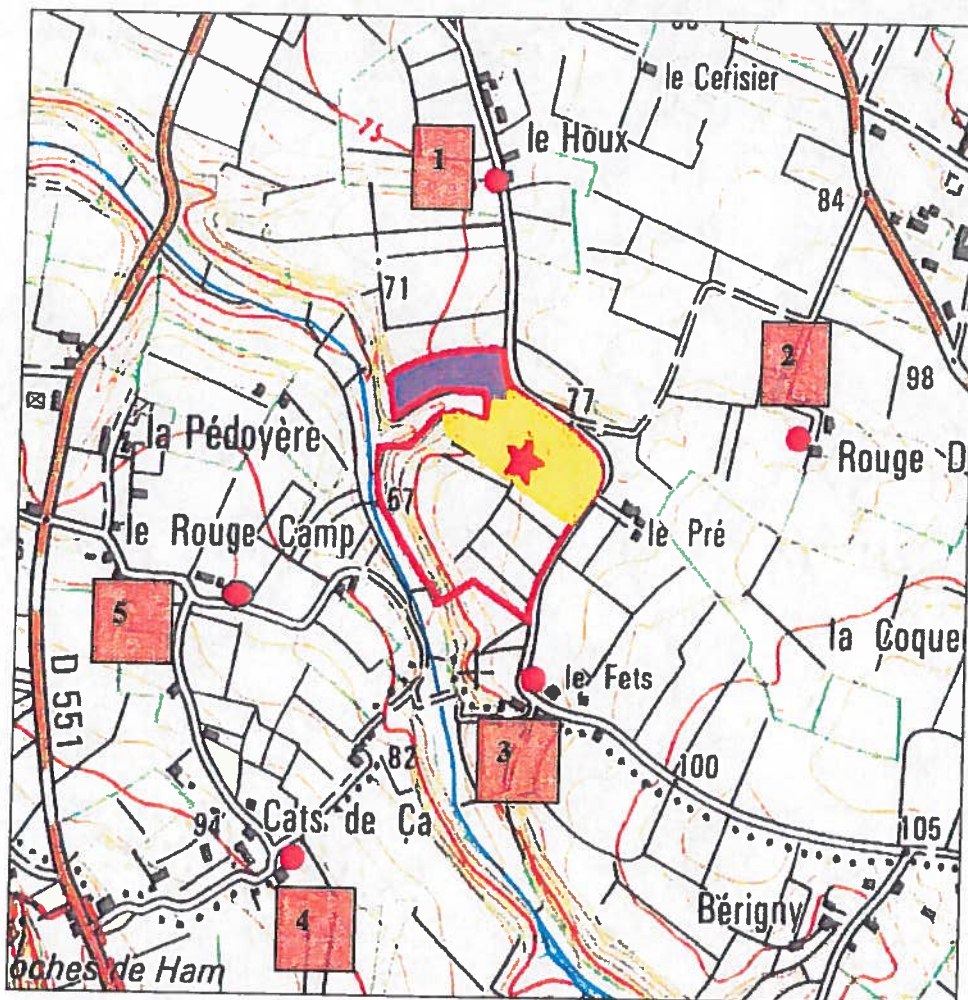 le Cerisier
75
le Houx
1
84
71
2
98
77
la Pédoyère
Rouge D
67
le Pré
le Rouge Camp
5
la Coque
le Fets
D 551
3
82
100
Cats. de Ca
105
Bérigny
4
oches de Ham